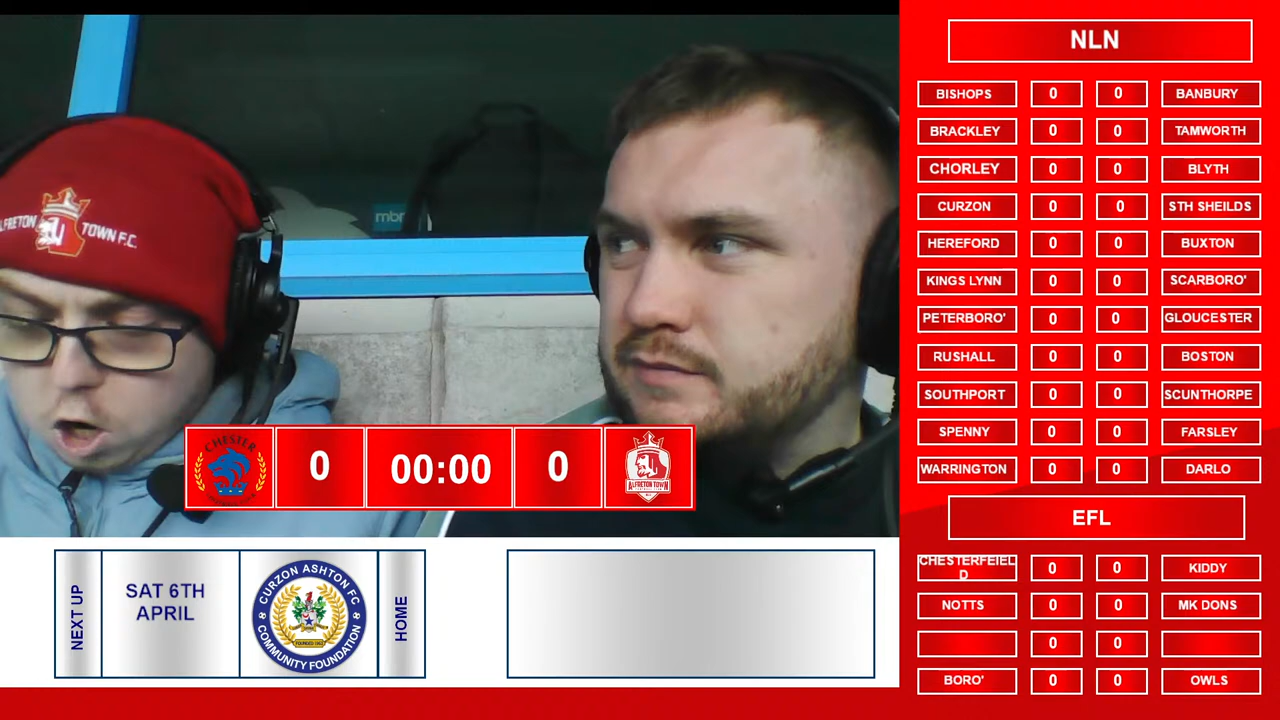 LFRETON TOWN F.C.
mbr
CHESTER
0
00:00
0
ALFRETON TOWN
NEXT UP
SAT 6TH
APRIL
CURZON ASHTON FC
COMMUNITY FOUNDATION
HOME
NLN
BISHOPS 0 0 BANBURY
BRACKLEY 0 0 TAMWORTH
CHORLEY 0 0 BLYTH
CURZON 0 0 STH SHEILDS
HEREFORD 0 0 BUXTON
KINGS LYNN 0 0 SCARBORO'
PETERBORO' 0 0 GLOUCESTER
RUSHALL 0 0 BOSTON
SOUTHPORT 0 0 SCUNTHORPE
SPENNY 0 0 FARSLEY
WARRINGTON 0 0 DARLO
EFL
CHESTERFEIEL
D 0 0 KIDDY
NOTTS 0 0 MK DONS
0 0
BORO' 0 0 OWLS